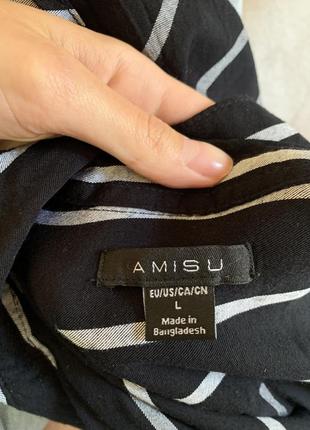 AMISU
EU/US/CA/CN
L
Made in
Bangladesh